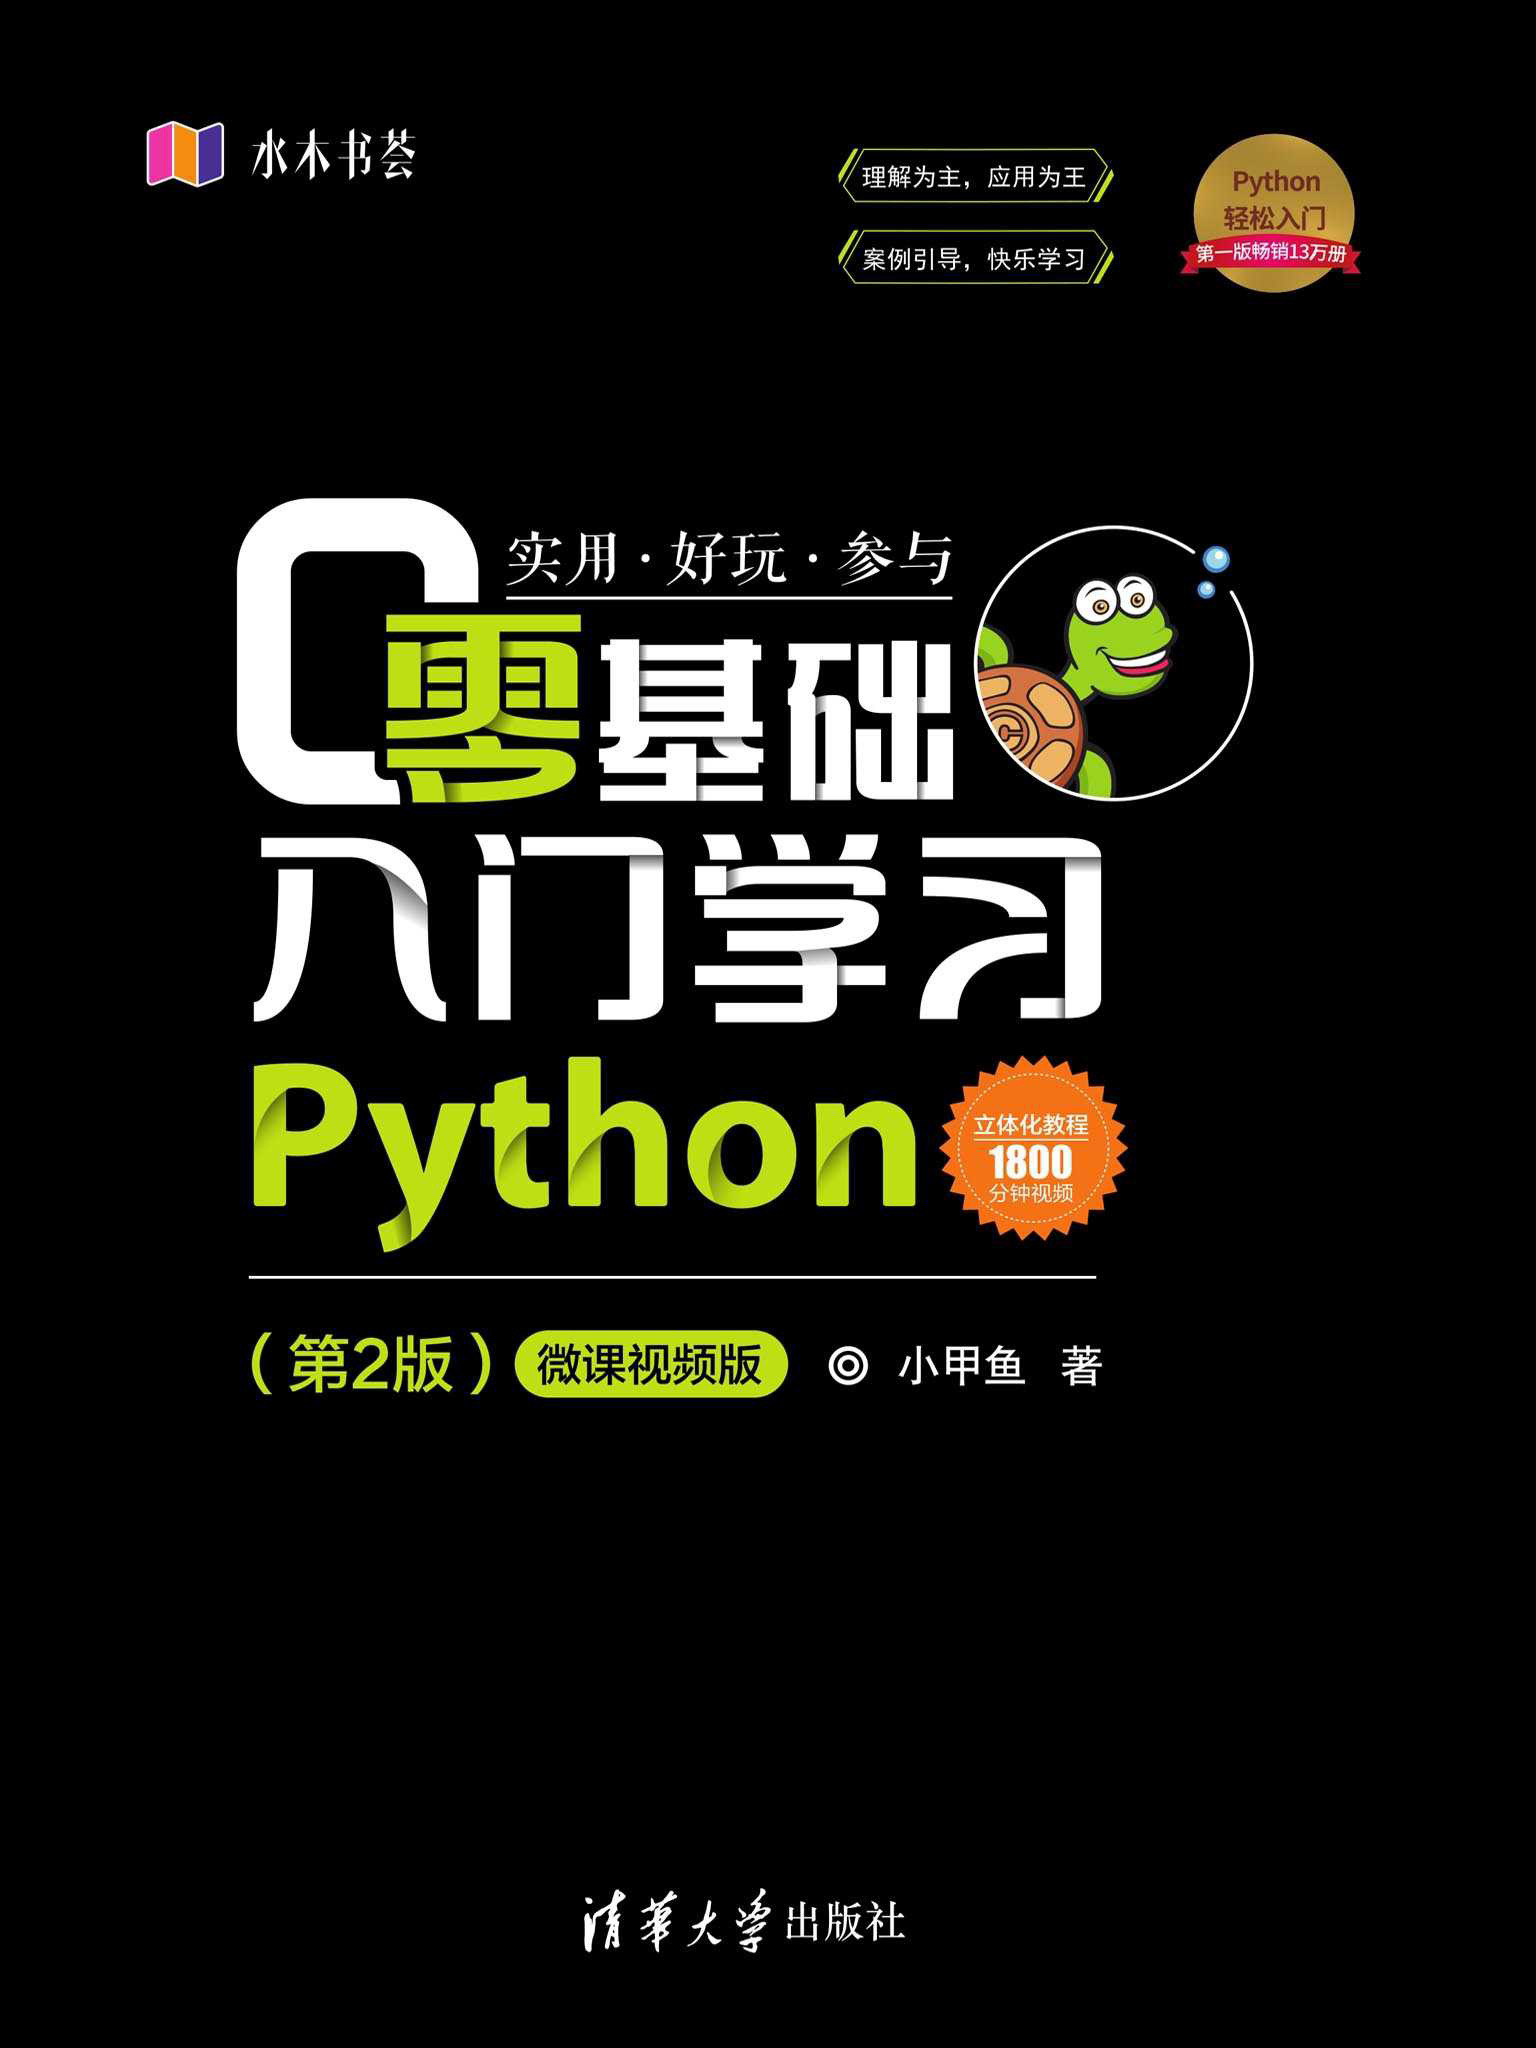 水木书荟
理解为主，应用为王
案例引导，快乐学习
Python
轻松入门
第一版畅销13万册
实用·好玩·参与
零基础
入门学习
Python
立体化教程
1800
分钟视频
（第2版） 微课视频版 ◎ 小甲鱼 著
清华大学出版社